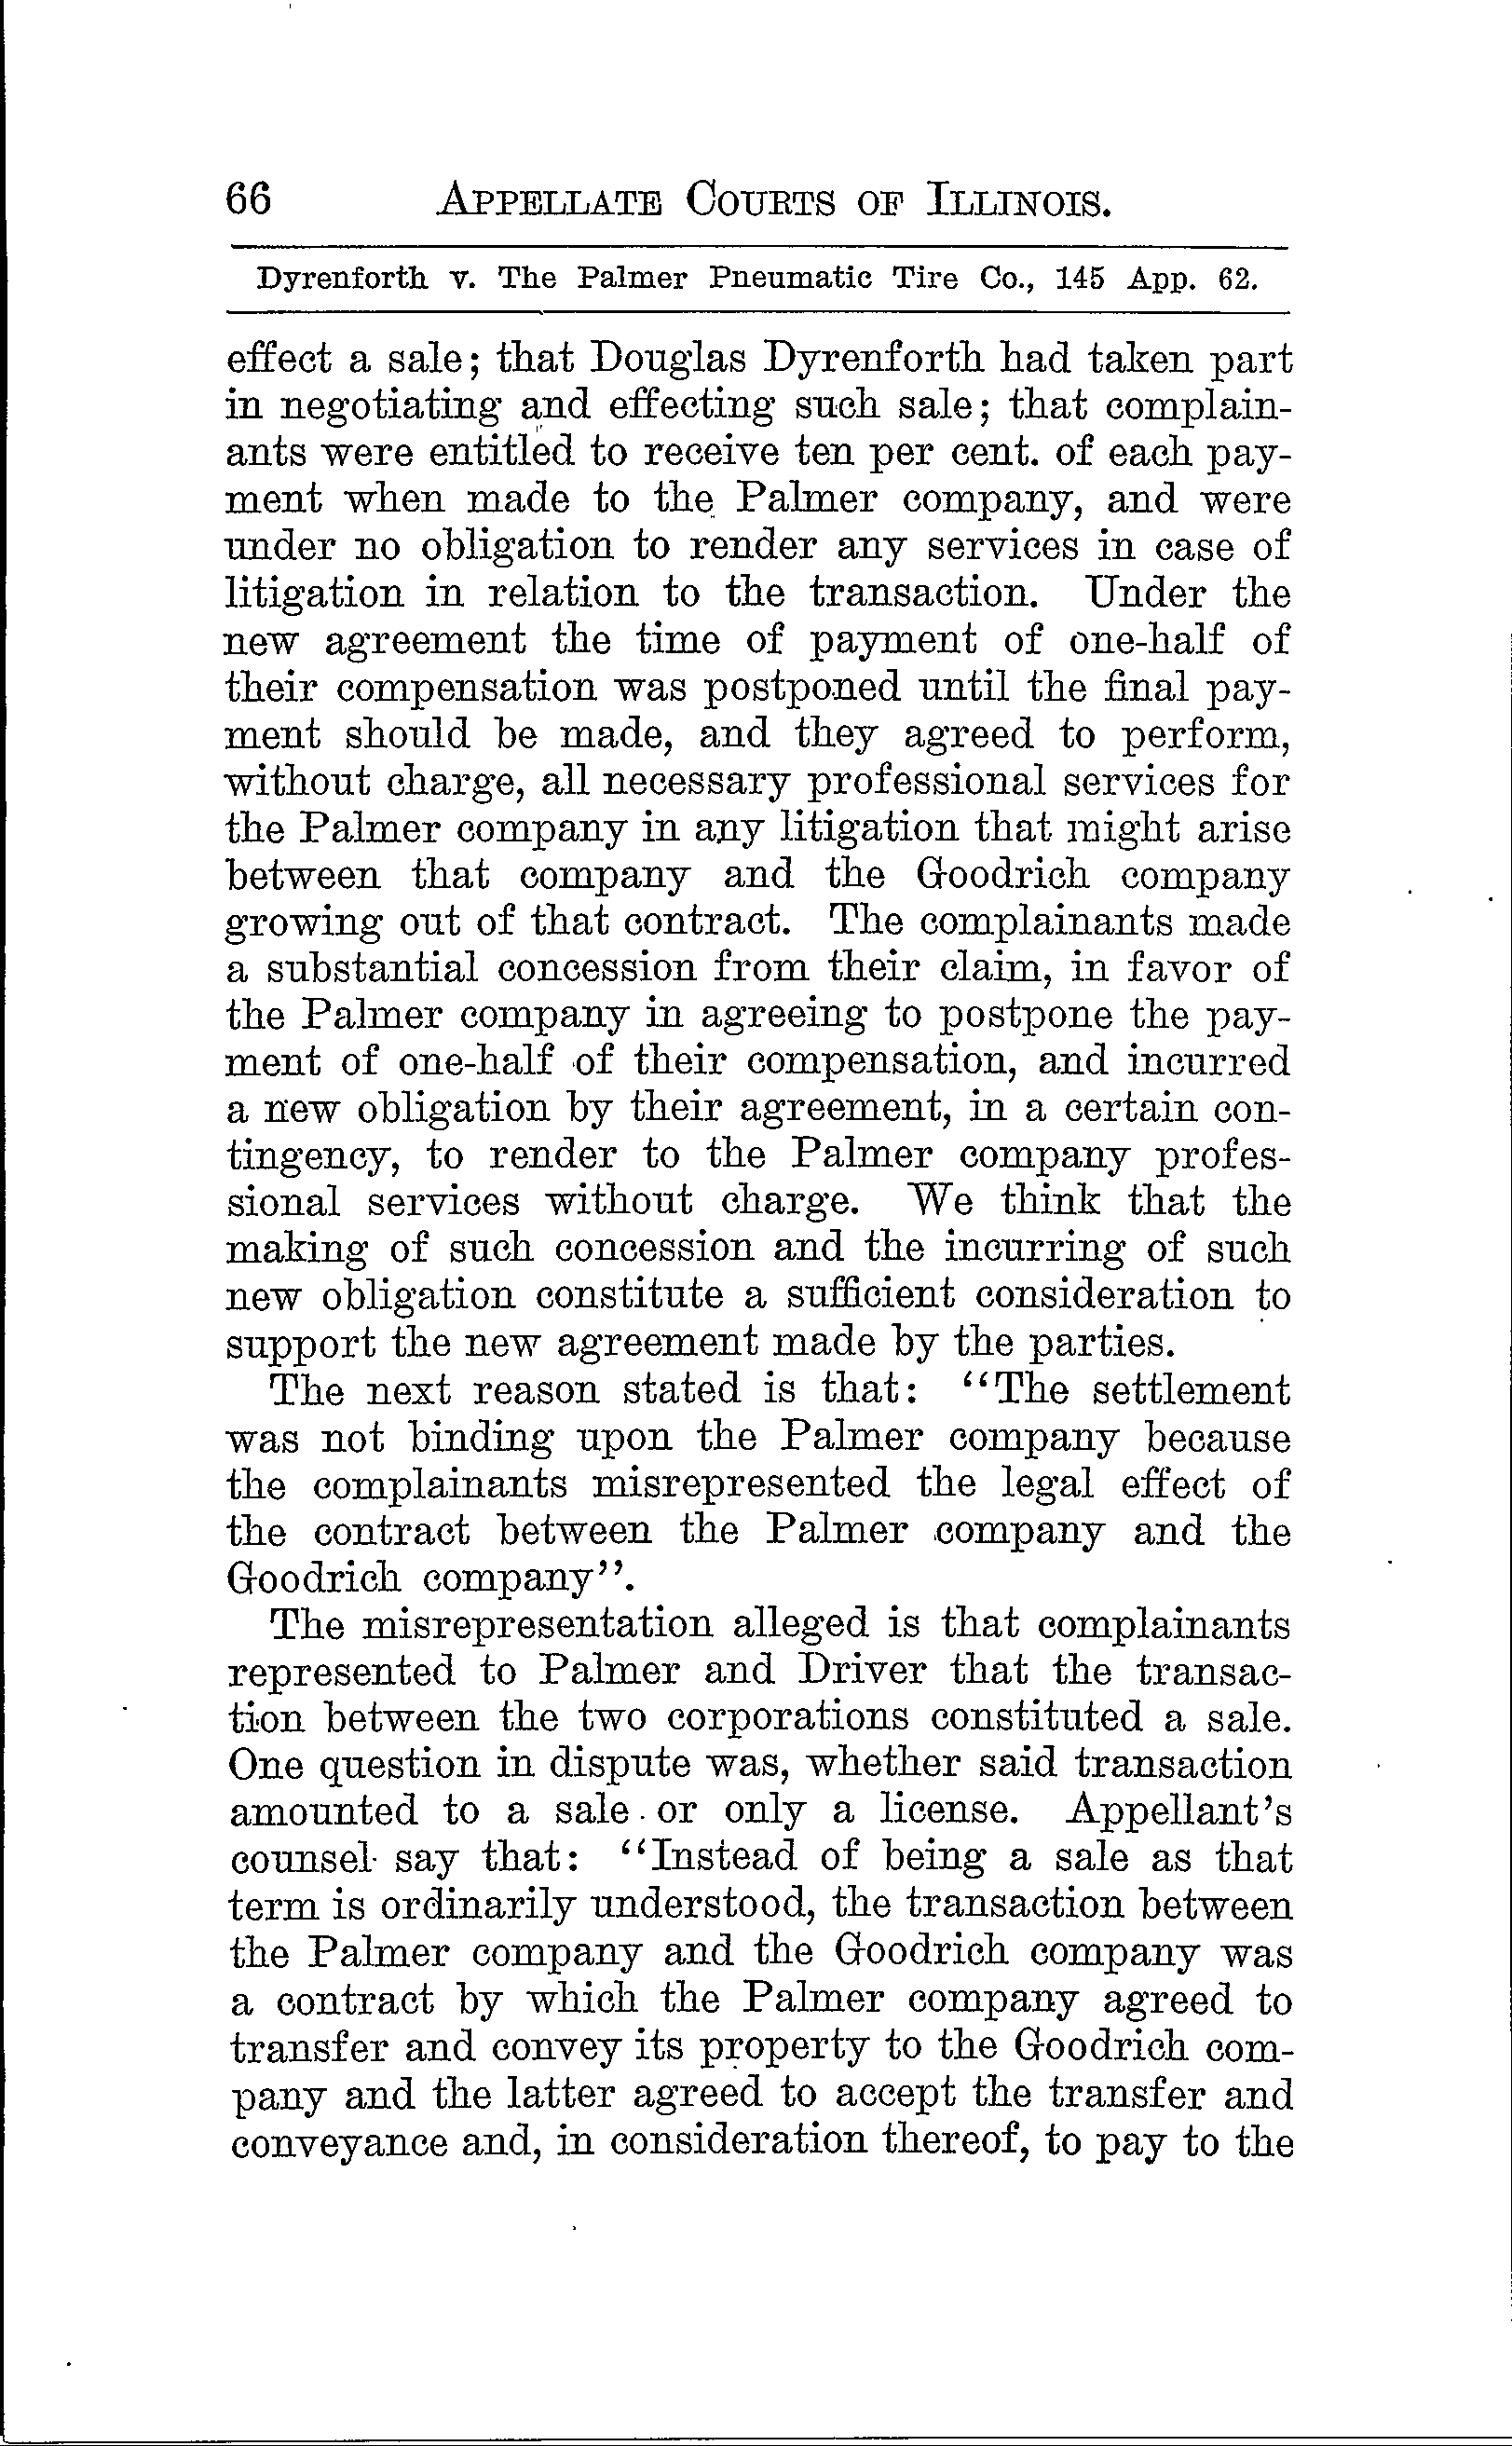 66 APPELLATE COURTS OF ILLINOIS.
Dyrenforth v. The Palmer Pneumatic Tire Co., 145 App. 62.
effect a sale; that Douglas Dyrenforth had taken part
in negotiating and effecting such sale; that complain-
ants were entitled to receive ten per cent. of each pay-
ment when made to the Palmer company, and were
under no obligation to render any services in case of
litigation in relation to the transaction. Under the
new agreement the time of payment of one-half of
their compensation was postponed until the final pay-
ment should be made, and they agreed to perform,
without charge, all necessary professional services for
the Palmer company in any litigation that might arise
between that company and the Goodrich company
growing out of that contract. The complainants made
a substantial concession from their claim, in favor of
the Palmer company in agreeing to postpone the pay-
ment of one-half of their compensation, and incurred
a new obligation by their agreement, in a certain con-
tingency, to render to the Palmer company profes-
sional services without charge. We think that the
making of such concession and the incurring of such
new obligation constitute a sufficient consideration to
support the new agreement made by the parties.
The next reason stated is that: "The settlement
was not binding upon the Palmer company because
the complainants misrepresented the legal effect of
the contract between the Palmer company and the
Goodrich company".
The misrepresentation alleged is that complainants
represented to Palmer and Driver that the transac-
tion between the two corporations constituted a sale.
One question in dispute was, whether said transaction
amounted to a sale or only a license. Appellant's
counsel say that: "Instead of being a sale as that
term is ordinarily understood, the transaction between
the Palmer company and the Goodrich company was
a contract by which the Palmer company agreed to
transfer and convey its property to the Goodrich com-
pany and the latter agreed to accept the transfer and
conveyance and, in consideration thereof, to pay to the